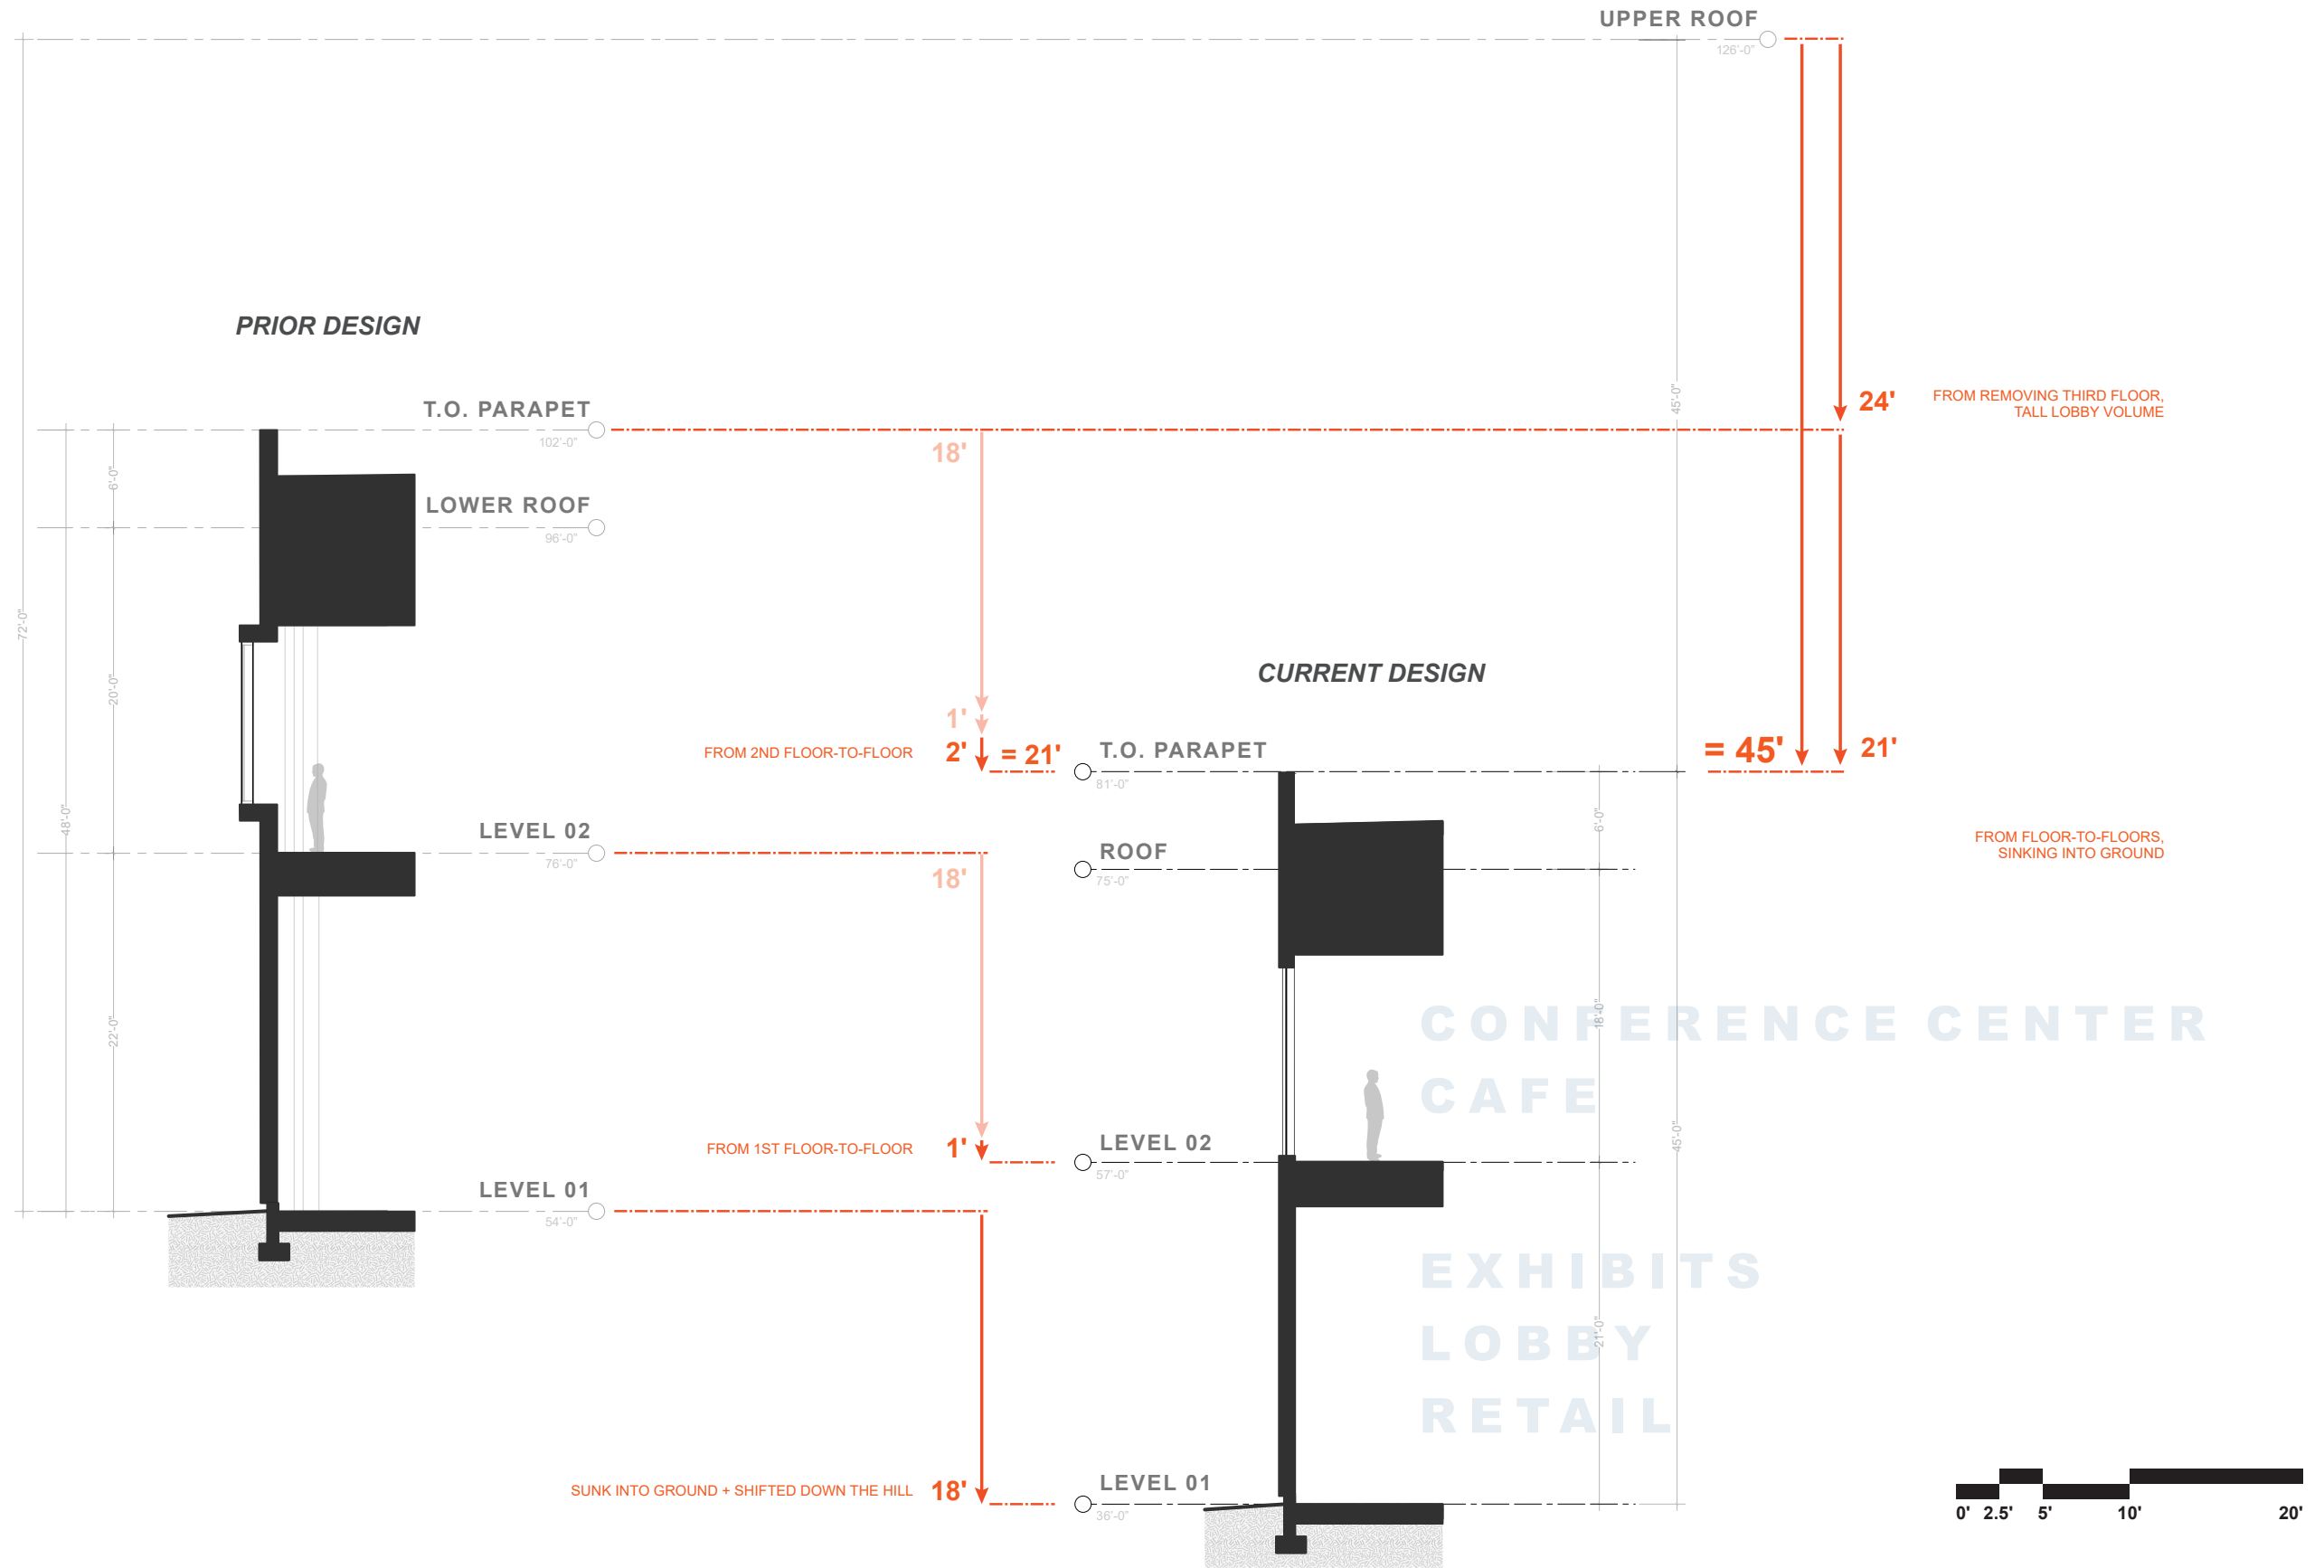 UPPER ROOF
126'-0"
PRIOR DESIGN
T.O. PARAPET
102'-0"
LOWER ROOF
96'-0"
LEVEL 02
76'-0"
LEVEL 01
54'-0"
72'-0"
48'-0"
6'-0"
20'-0"
22'-0"
18'
1'
FROM 2ND FLOOR-TO-FLOOR
2'
= 21'
18'
FROM 1ST FLOOR-TO-FLOOR
1'
SUNK INTO GROUND + SHIFTED DOWN THE HILL
18'
CURRENT DESIGN
T.O. PARAPET
81'-0"
ROOF
75'-0"
LEVEL 02
57'-0"
LEVEL 01
36'-0"
45'-0"
6'-0"
18'-0"
45'-0"
21'-0"
24'
FROM REMOVING THIRD FLOOR,
TALL LOBBY VOLUME
= 45'
21'
FROM FLOOR-TO-FLOORS,
SINKING INTO GROUND
CONFERENCE CENTER
CAFE
EXHIBITS
LOBBY
RETAIL
0' 2.5' 5' 10' 20'